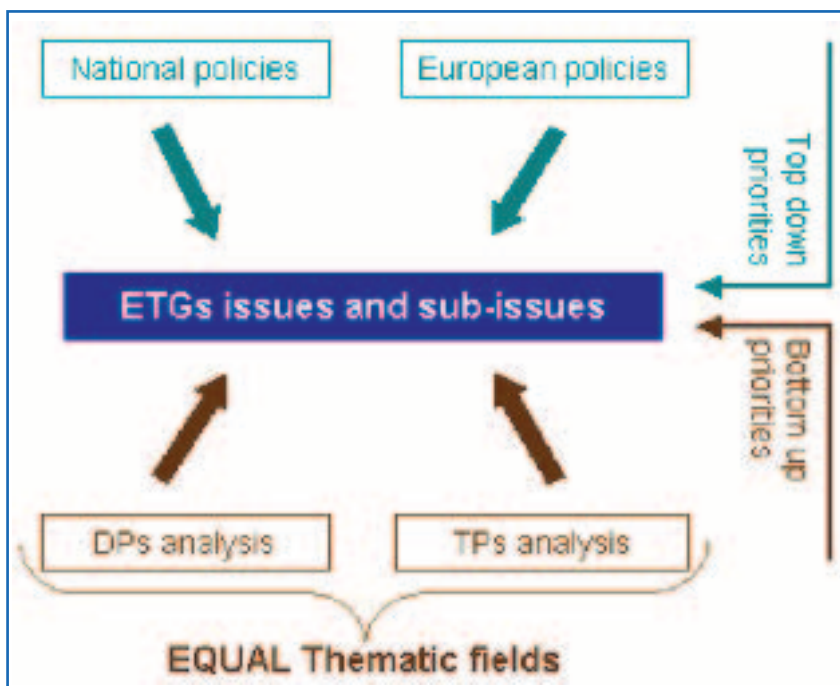 National policies
European policies
Top down
priorities
ETGs issues and sub-issues
Bottom up
priorities
DPs analysis
TPs analysis
EQUAL Thematic fields